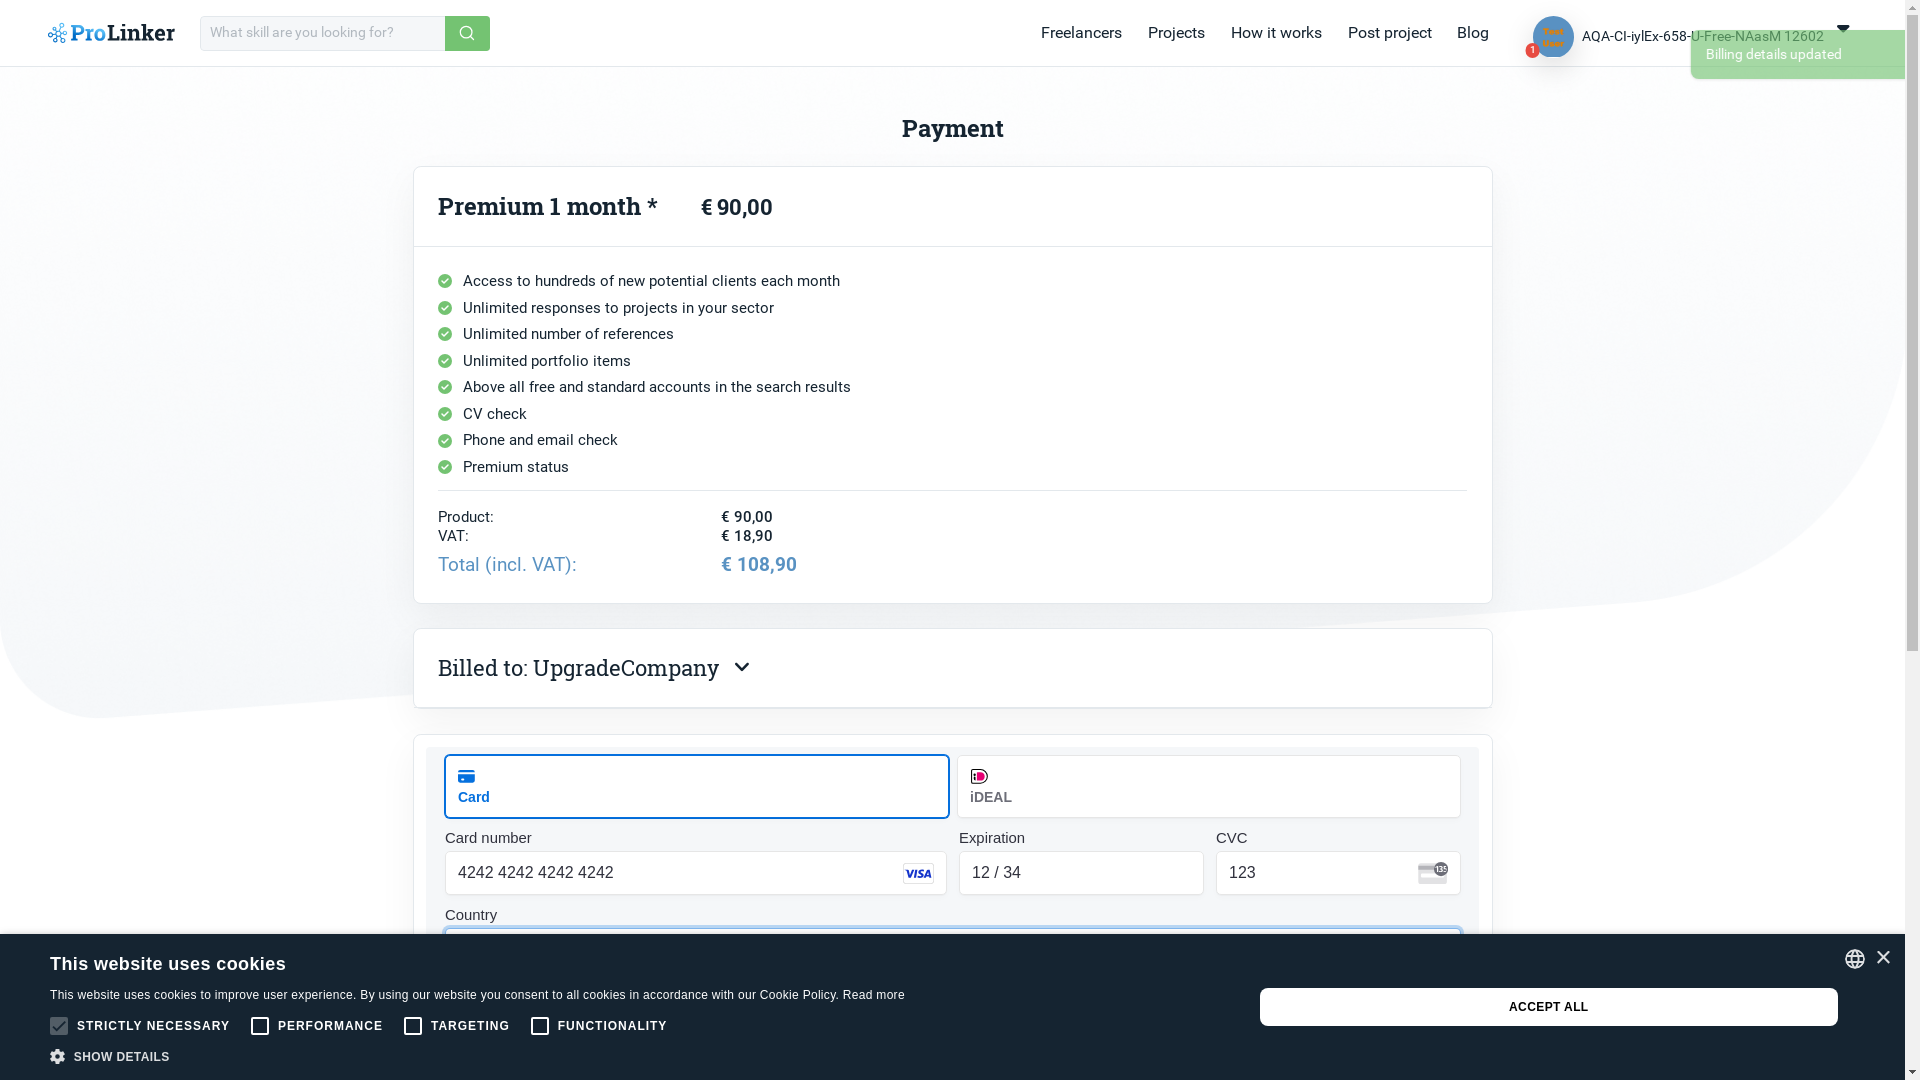 ProLinker
What skill are you looking for?
Freelancers
Projects
How it works
Post project
Blog
Test User
1
AQA-CI-iylEx-658-U-Free-NAasM 12602
Billing details updated
Payment
Premium 1 month * € 90,00
Access to hundreds of new potential clients each month
Unlimited responses to projects in your sector
Unlimited number of references
Unlimited portfolio items
Above all free and standard accounts in the search results
CV check
Phone and email check
Premium status
Product: € 90,00
VAT: € 18,90
Total (incl. VAT): € 108,90
Billed to: UpgradeCompany
Card
iDEAL
Card number
Expiration
CVC
4242 4242 4242 4242
VISA
12 / 34
123
135
Country
This website uses cookies
This website uses cookies to improve user experience. By using our website you consent to all cookies in accordance with our Cookie Policy. Read more
STRICTLY NECESSARY
PERFORMANCE
TARGETING
FUNCTIONALITY
SHOW DETAILS
ACCEPT ALL